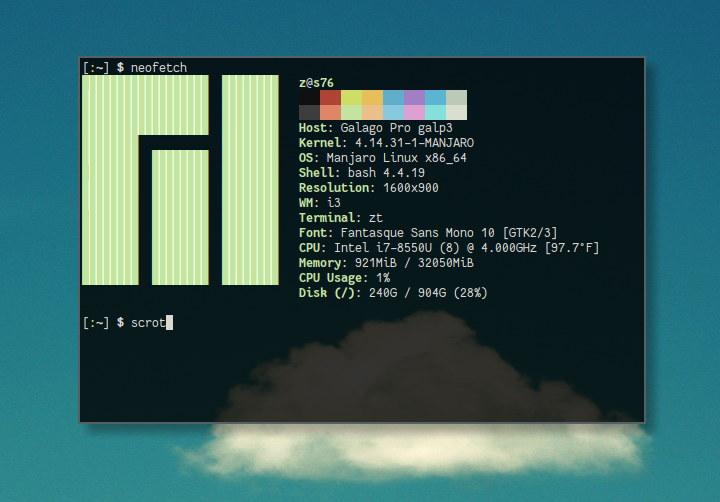 [:~] $ neofetch
z@s76
Host: Galago Pro galp3
Kernel: 4.14.31-1-MANJARO
OS: Manjaro Linux x86_64
Shell: bash 4.4.19
Resolution: 1600x900
WM: i3
Terminal: zt
Font: Fantasque Sans Mono 10 [GTK2/3]
CPU: Intel i7-8550U (8) @ 4.000GHz [97.7°F]
Memory: 921MiB / 32050MiB
CPU Usage: 1%
Disk (/): 240G / 904G (28%)
[:~] $ scrot